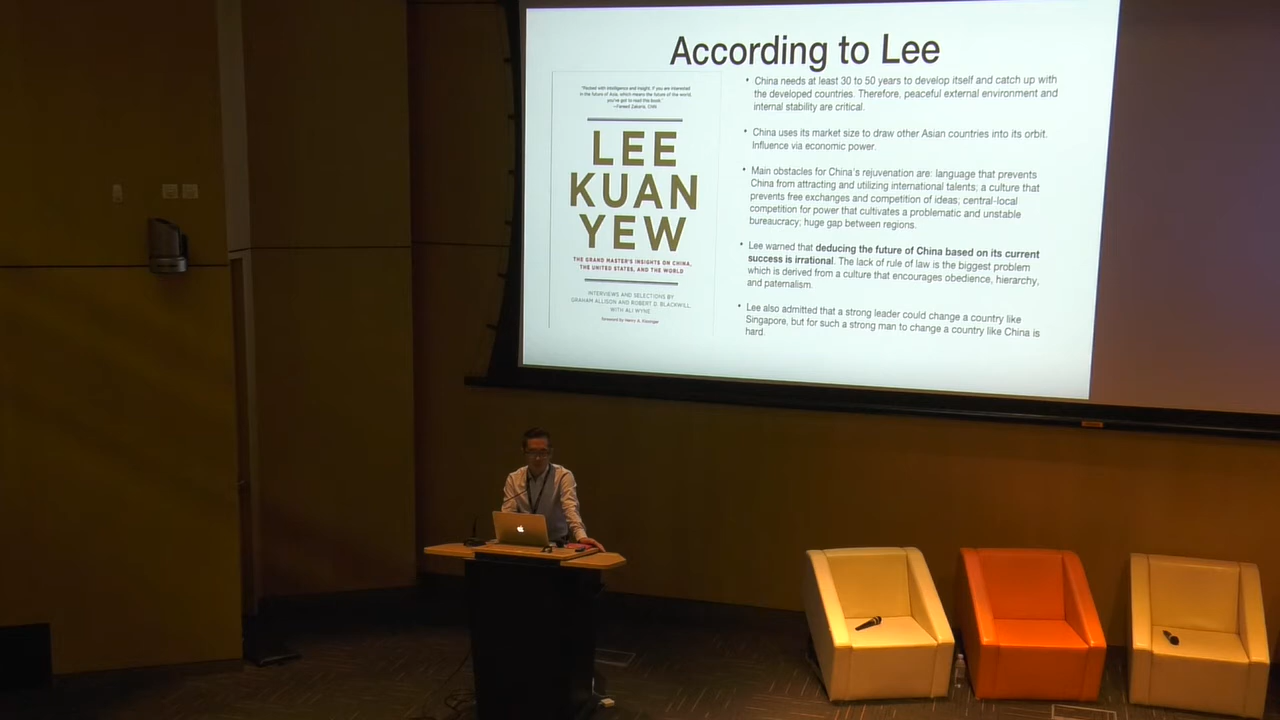 According to Lee
"Packed with intelligence and insight. If you are interested
in the future of Asia, which means the future of the world,
you've got to read this book."
—Fareed Zakaria, CNN
LEE
KUAN
YEW
THE GRAND MASTER'S INSIGHTS ON CHINA,
THE UNITED STATES, AND THE WORLD
INTERVIEWS AND SELECTIONS BY
GRAHAM ALLISON AND ROBERT D. BLACKWILL
WITH ALI WYNE
Foreword by Henry A. Kissinger
• China needs at least 30 to 50 years to develop itself and catch up with
the developed countries. Therefore, peaceful external environment and
internal stability are critical.
• China uses its market size to draw other Asian countries into its orbit.
Influence via economic power.
• Main obstacles for China's rejuvenation are: language that prevents
China from attracting and utilizing international talents; a culture that
prevents free exchanges and competition of ideas; central-local
competition for power that cultivates a problematic and unstable
bureaucracy; huge gap between regions.
• Lee warned that deducing the future of China based on its current
success is irrational. The lack of rule of law is the biggest problem
which is derived from a culture that encourages obedience, hierarchy,
and paternalism.
• Lee also admitted that a strong leader could change a country like
Singapore, but for such a strong man to change a country like China is
hard.